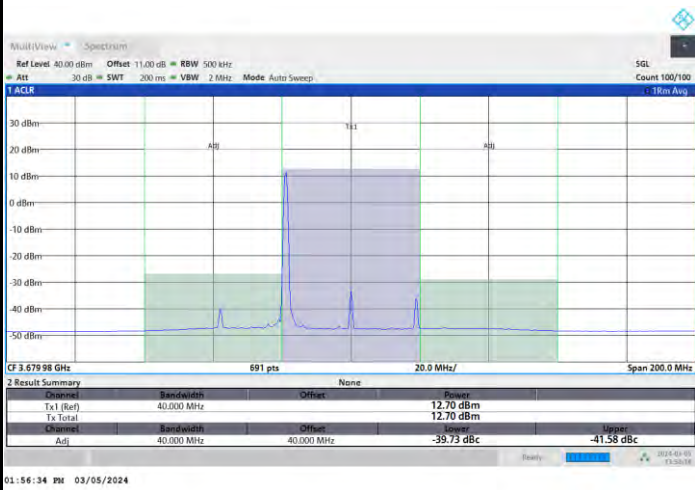 MultiView Spectrum
Ref Level 40.00 dBm Offset 11.00 dB RBW 500 kHz SGL
Att 30 dB SWT 200 ms VBW 2 MHz Mode Auto Sweep Count 100/100
1 ACLR 1Rm Avg
30 dBm
Tx1
20 dBm
Adj Adj
10 dBm
0 dBm
-10 dBm
-20 dBm
-30 dBm
-40 dBm
-50 dBm
CF 3.67998 GHz 691 pts 20.0 MHz/ Span 200.0 MHz
2 Result Summary None
Channel Bandwidth Offset Power
Tx1 (Ref) 40.000 MHz 12.70 dBm
Tx Total 12.70 dBm
Channel Bandwidth Offset Lower Upper
Adj 40.000 MHz 40.000 MHz -39.73 dBc -41.58 dBc
Ready 2024-03-05
01:56:34 PM 03/05/2024